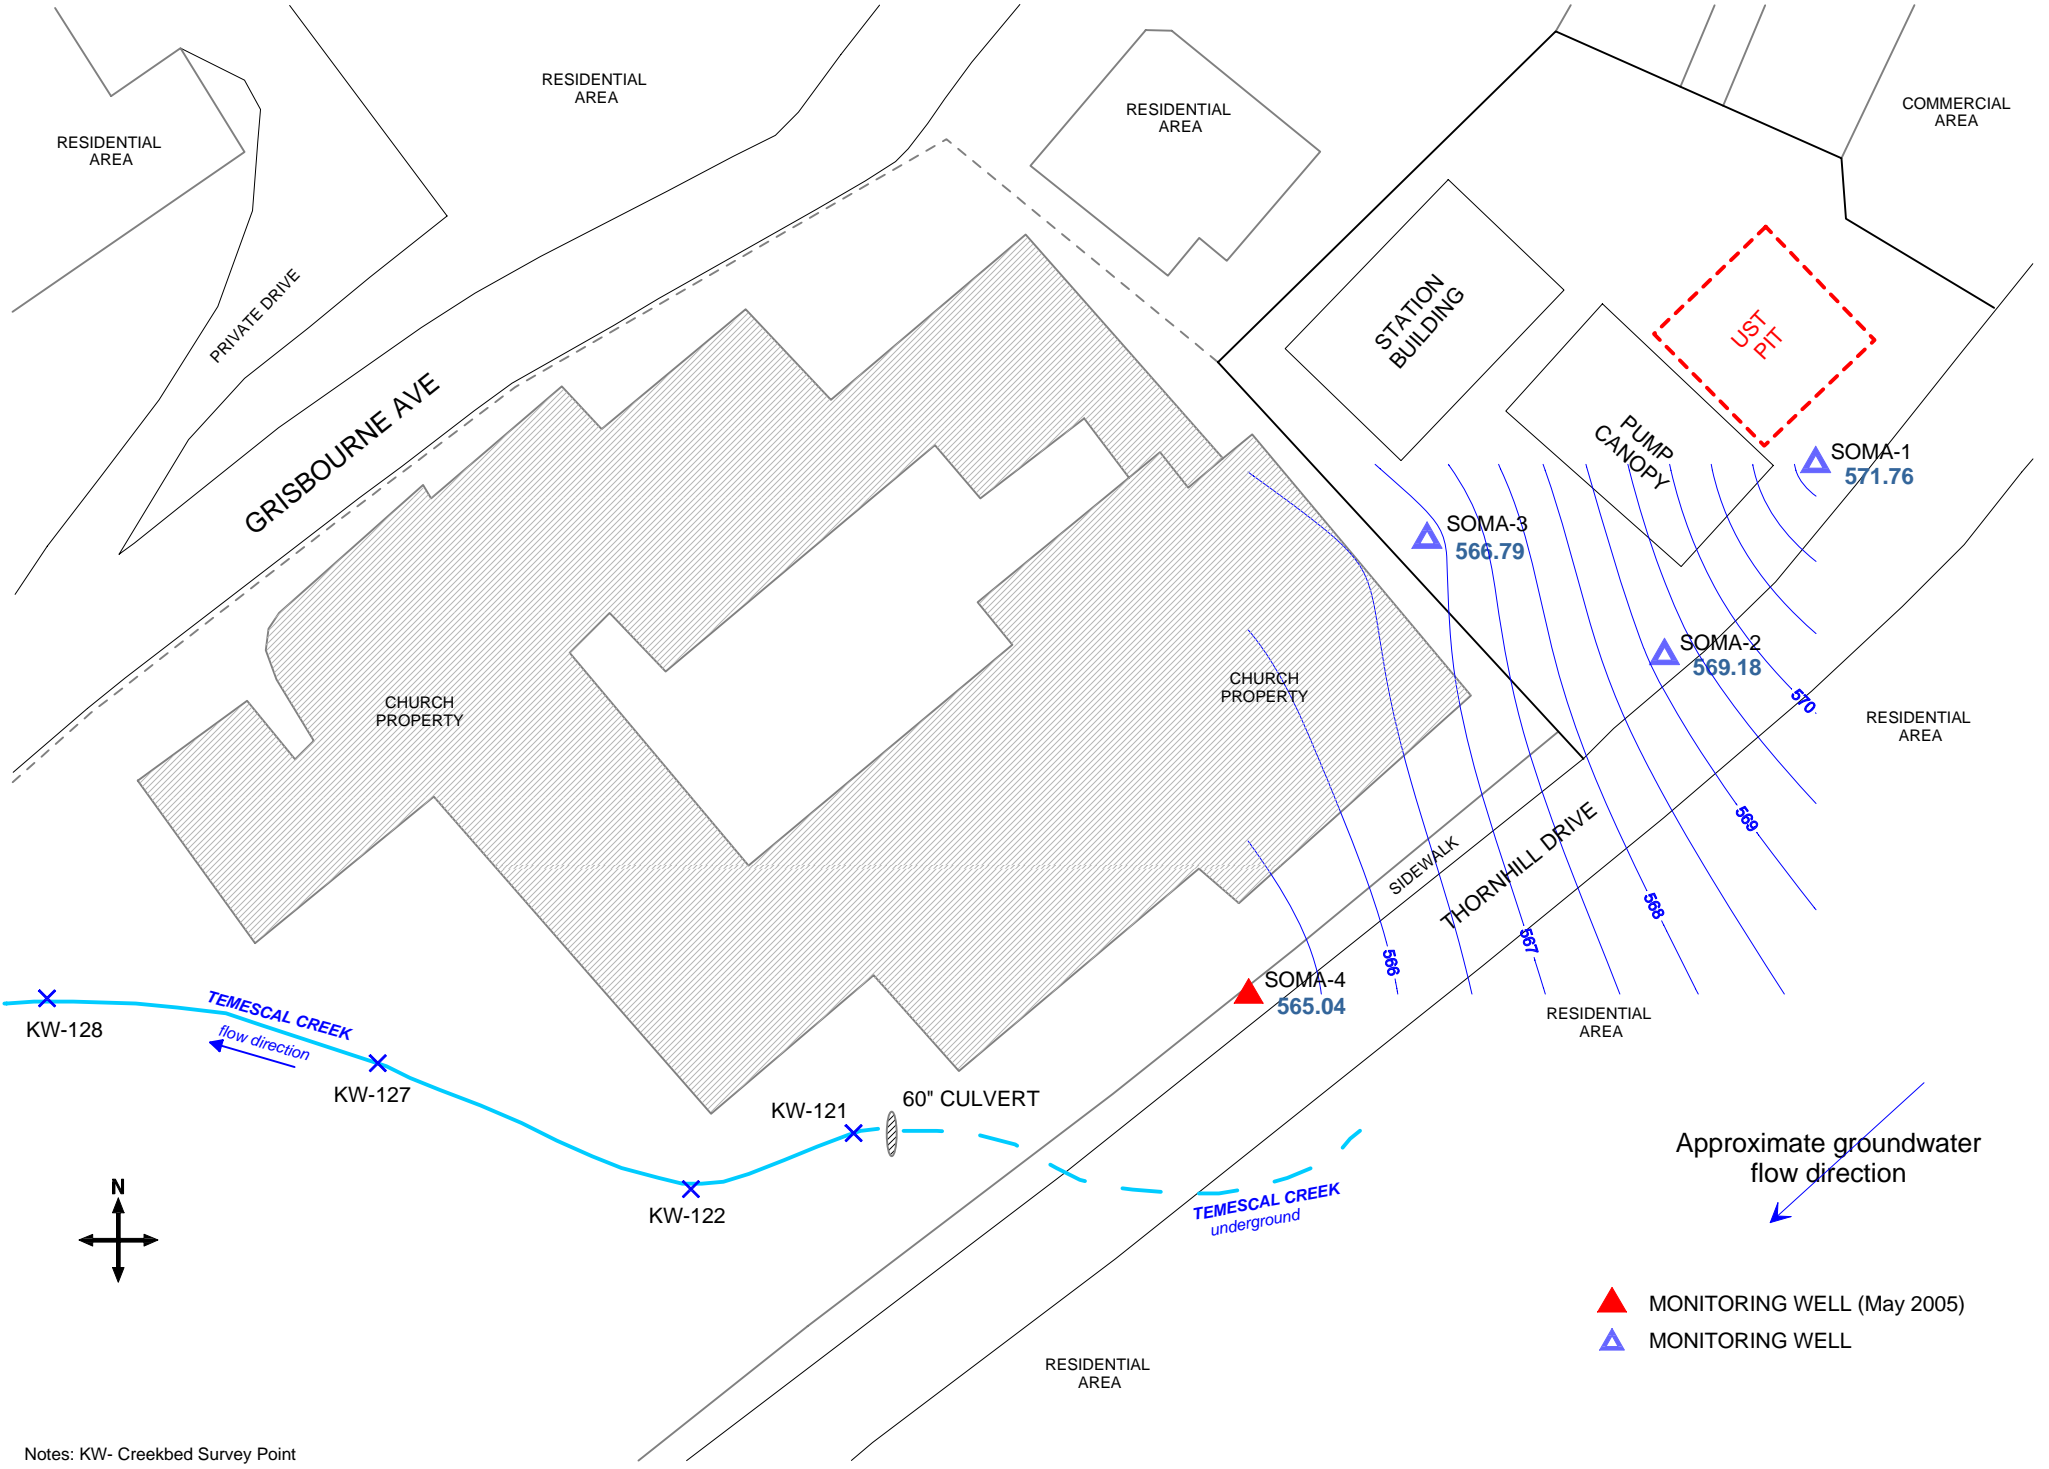 RESIDENTIAL
AREA
RESIDENTIAL
AREA
RESIDENTIAL
AREA
COMMERCIAL
AREA
PRIVATE DRIVE
GRISBOURNE AVE
STATION
BUILDING
UST
PIT
PUMP
CANOPY
SOMA-1
571.76
SOMA-3
566.79
SOMA-2
569.18
570
CHURCH
PROPERTY
CHURCH
PROPERTY
RESIDENTIAL
AREA
569
SIDEWALK
THORNHILL DRIVE
568
567
566
SOMA-4
565.04
RESIDENTIAL
AREA
TEMESCAL CREEK
flow direction
KW-128
KW-127
KW-121
60" CULVERT
KW-122
TEMESCAL CREEK
underground
Approximate groundwater
flow direction
N
MONITORING WELL (May 2005)
MONITORING WELL
RESIDENTIAL
AREA
Notes: KW- Creekbed Survey Point